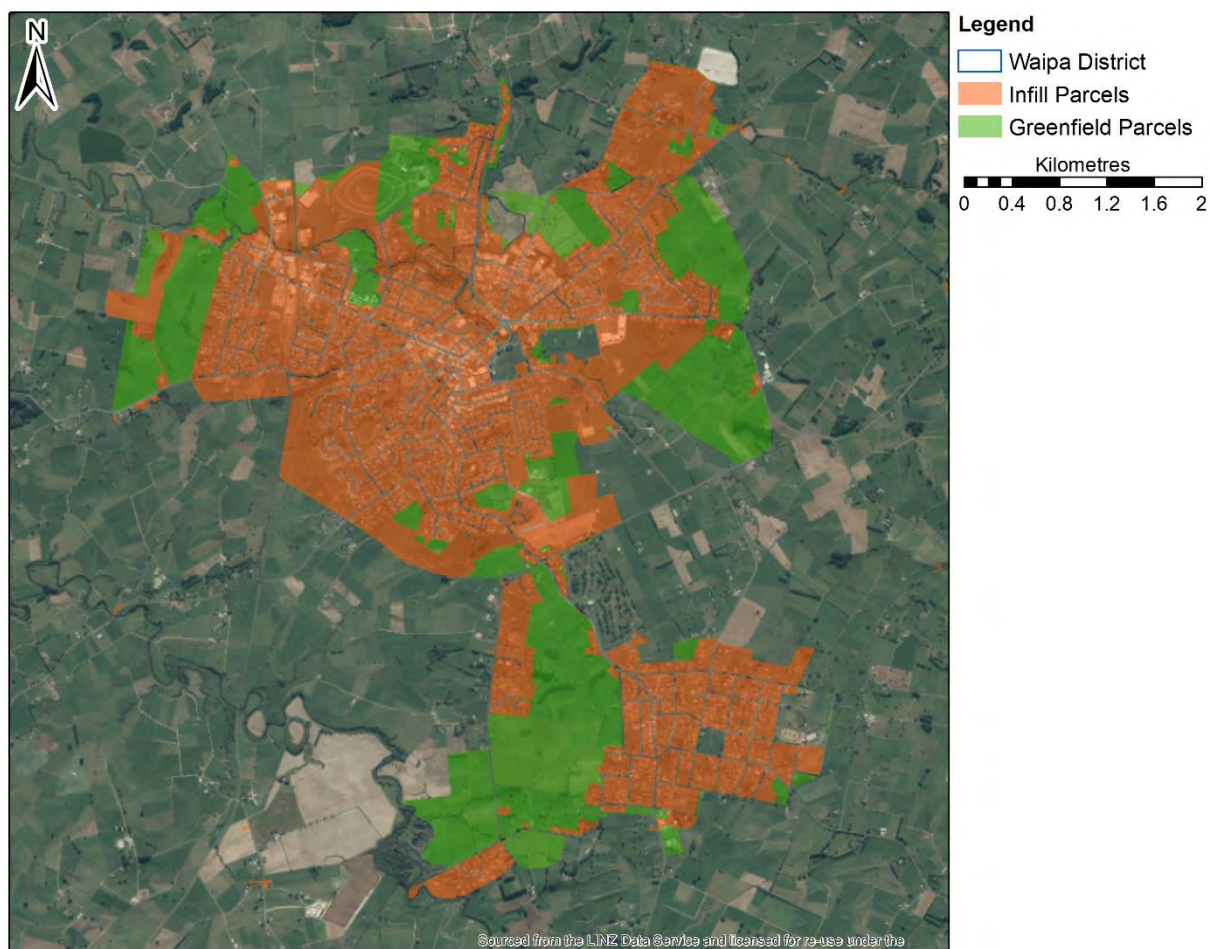 N
Legend
Waipa District
Infill Parcels
Greenfield Parcels
Kilometres
0 0.4 0.8 1.2 1.6 2
Sourced from the LINZ Data Service and licensed for re-use under the